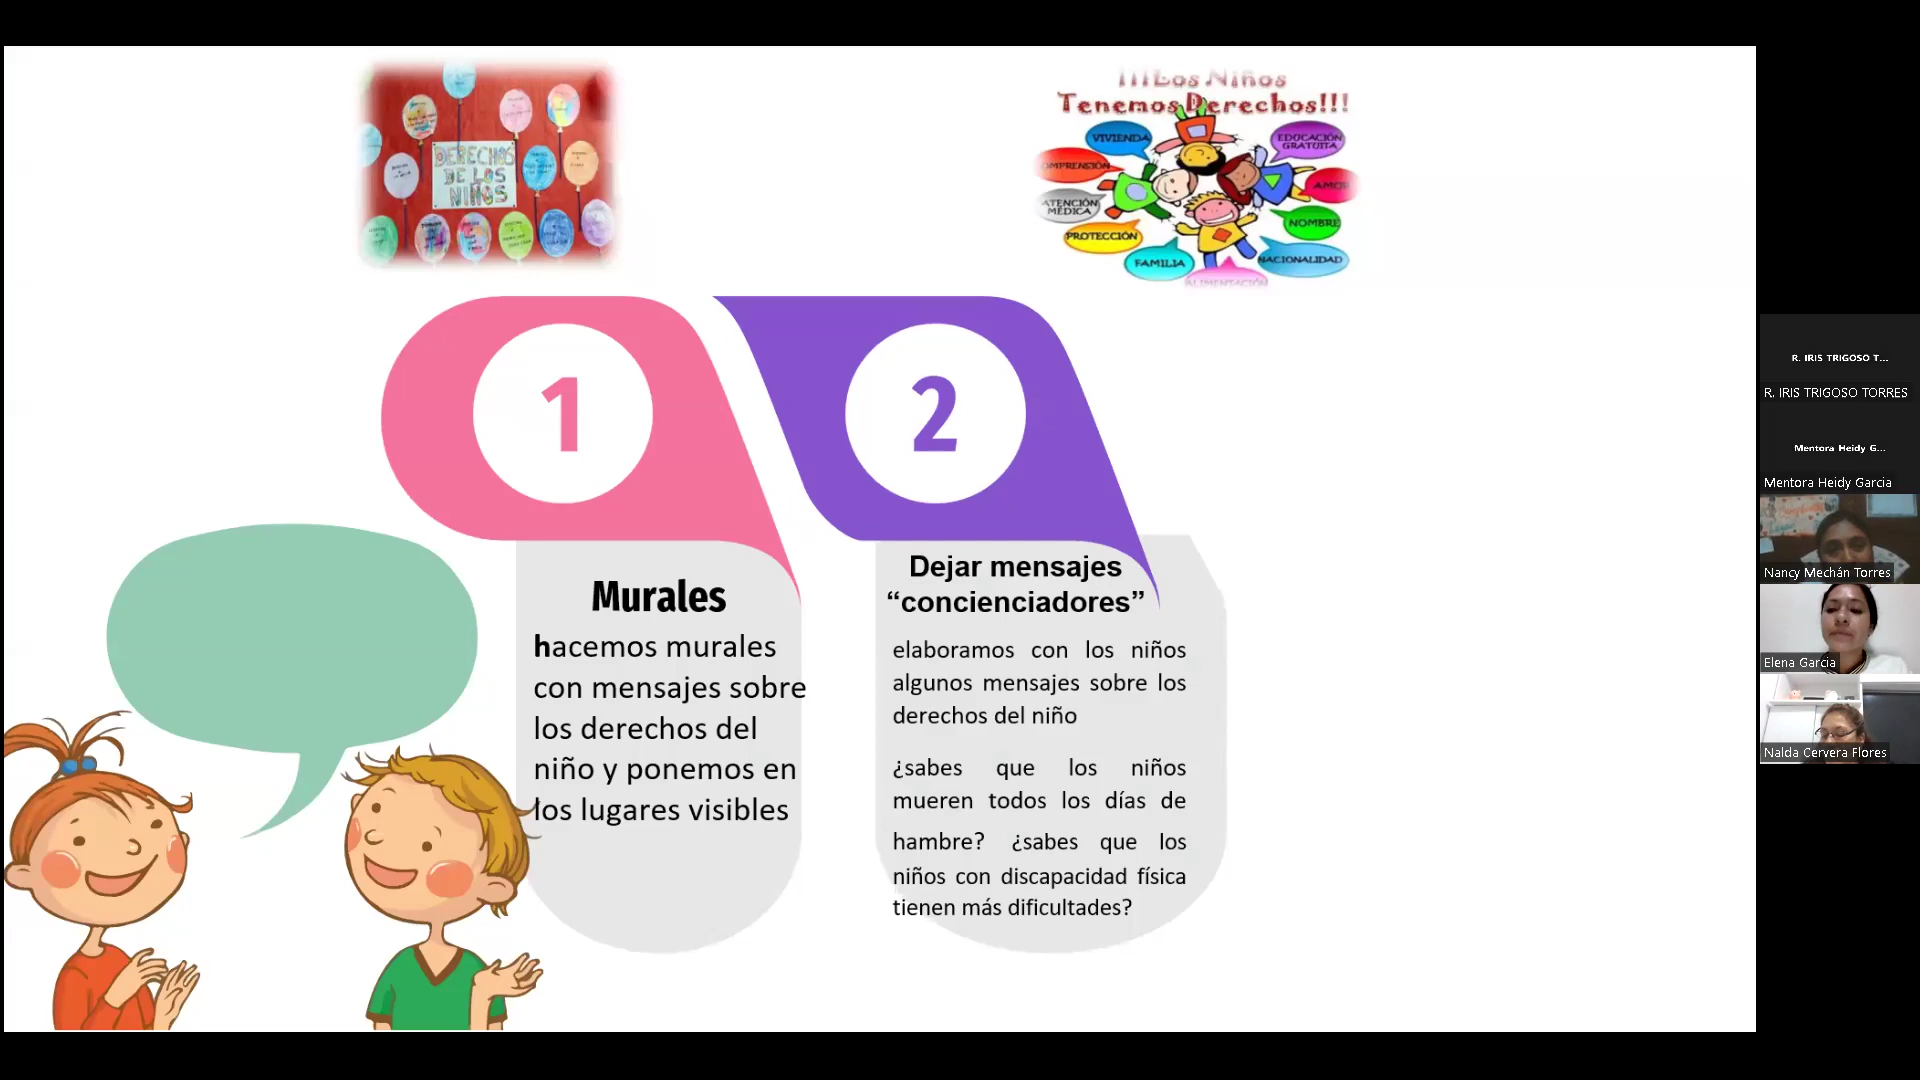 DERECHOS
DE LOS
NIÑOS
¡¡¡Los Niños
Tenemos Derechos!!!
VIVIENDA
EDUCACIÓN
GRATUITA
OMPRENSIÓN
AMOR
ATENCIÓN
MÉDICA
NOMBRE
PROTECCIÓN
FAMILIA
NACIONALIDAD
ALIMENTACIÓN
1
2
Murales
hacemos murales
con mensajes sobre
los derechos del
niño y ponemos en
los lugares visibles
Dejar mensajes
“concienciadores”
elaboramos con los niños
algunos mensajes sobre los
derechos del niño
¿sabes que los niños
mueren todos los días de
hambre? ¿sabes que los
niños con discapacidad física
tienen más dificultades?
R. IRIS TRIGOSO T...
R. IRIS TRIGOSO TORRES
Mentora Heidy G...
Mentora Heidy Garcia
Nancy Mechán Torres
Elena Garcia
Nalda Cervera Flores